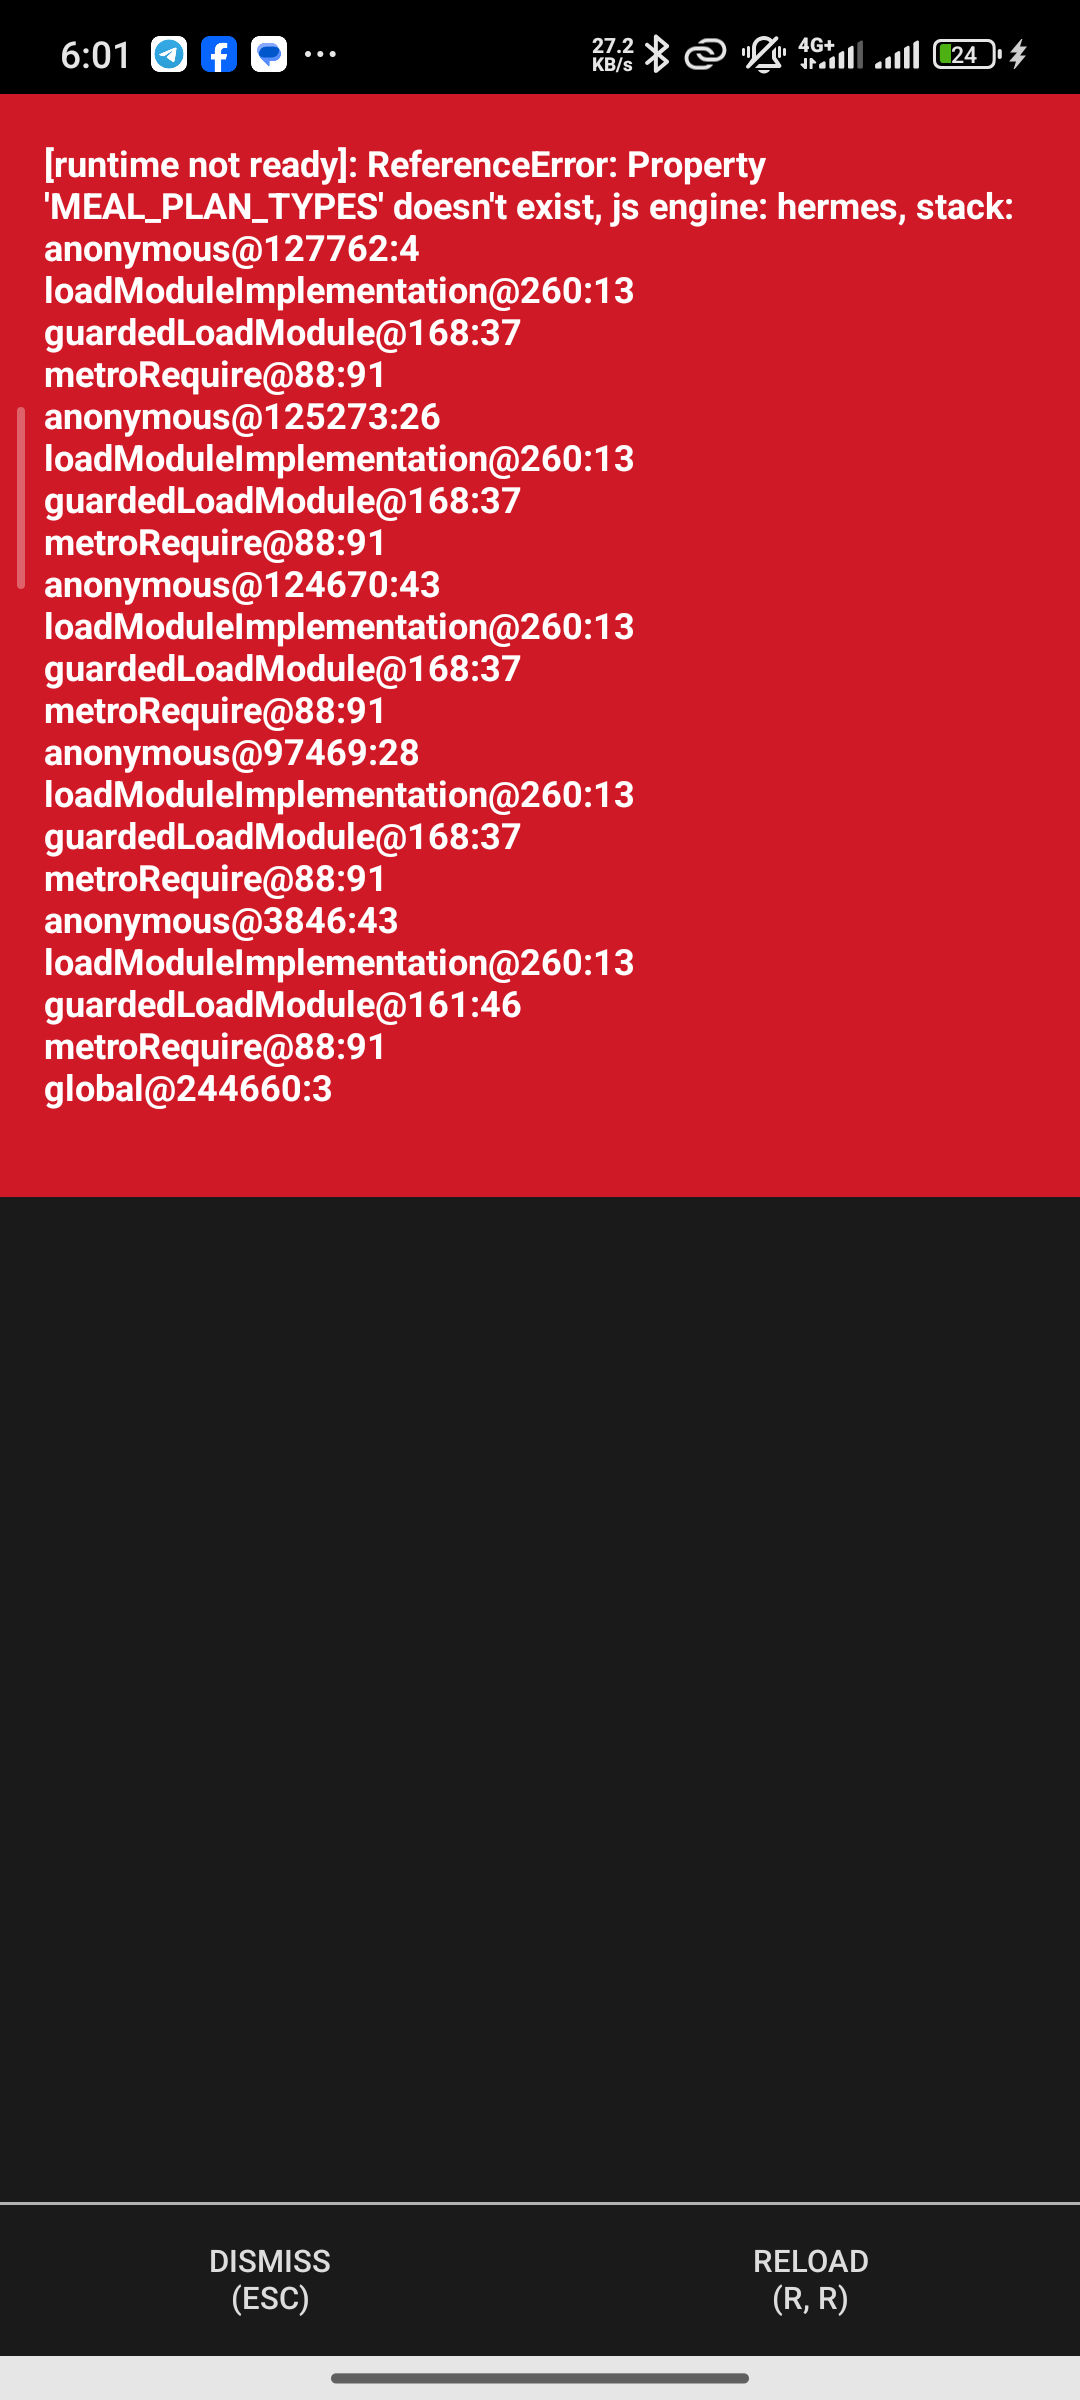 6:01
27.2
KB/s
4G+
24
[runtime not ready]: ReferenceError: Property
'MEAL_PLAN_TYPES' doesn't exist, js engine: hermes, stack:
anonymous@127762:4
loadModuleImplementation@260:13
guardedLoadModule@168:37
metroRequire@88:91
anonymous@125273:26
loadModuleImplementation@260:13
guardedLoadModule@168:37
metroRequire@88:91
anonymous@124670:43
loadModuleImplementation@260:13
guardedLoadModule@168:37
metroRequire@88:91
anonymous@97469:28
loadModuleImplementation@260:13
guardedLoadModule@168:37
metroRequire@88:91
anonymous@3846:43
loadModuleImplementation@260:13
guardedLoadModule@161:46
metroRequire@88:91
global@244660:3
DISMISS
(ESC)
RELOAD
(R, R)